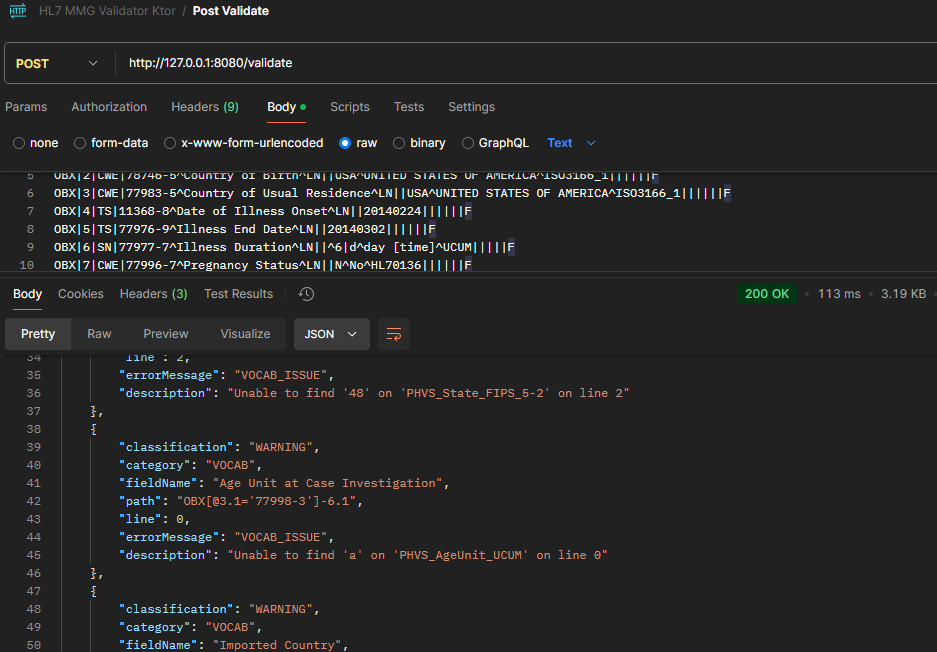 HTTP HL7 MMG Validator Ktor / Post Validate
POST http://127.0.0.1:8080/validate
Params Authorization Headers (9) Body Scripts Tests Settings
none form-data x-www-form-urlencoded raw binary GraphQL Text
5 OBX|2|CWE|78746-5^Country of Birth^LN||USA^UNITED STATES OF AMERICA^ISO3166_1||||||F
6 OBX|3|CWE|77983-5^Country of Usual Residence^LN||USA^UNITED STATES OF AMERICA^ISO3166_1||||||F
7 OBX|4|TS|11368-8^Date of Illness Onset^LN||20140224||||||F
8 OBX|5|TS|77976-9^Illness End Date^LN||20140302||||||F
9 OBX|6|SN|77977-7^Illness Duration^LN||^6|d^day [time]^UCUM|||||F
10 OBX|7|CWE|77996-7^Pregnancy Status^LN||N^No^HL70136||||||F
Body Cookies Headers (3) Test Results 200 OK • 113 ms • 3.19 KB
Pretty Raw Preview Visualize JSON
34 "line": 2,
35 "errorMessage": "VOCAB_ISSUE",
36 "description": "Unable to find '48' on 'PHVS_State_FIPS_5-2' on line 2"
37 },
38 {
39 "classification": "WARNING",
40 "category": "VOCAB",
41 "fieldName": "Age Unit at Case Investigation",
42 "path": "OBX[@3.1='77998-3']-6.1",
43 "line": 0,
44 "errorMessage": "VOCAB_ISSUE",
45 "description": "Unable to find 'a' on 'PHVS_AgeUnit_UCUM' on line 0"
46 },
47 {
48 "classification": "WARNING",
49 "category": "VOCAB",
50 "fieldName": "Imported Country",